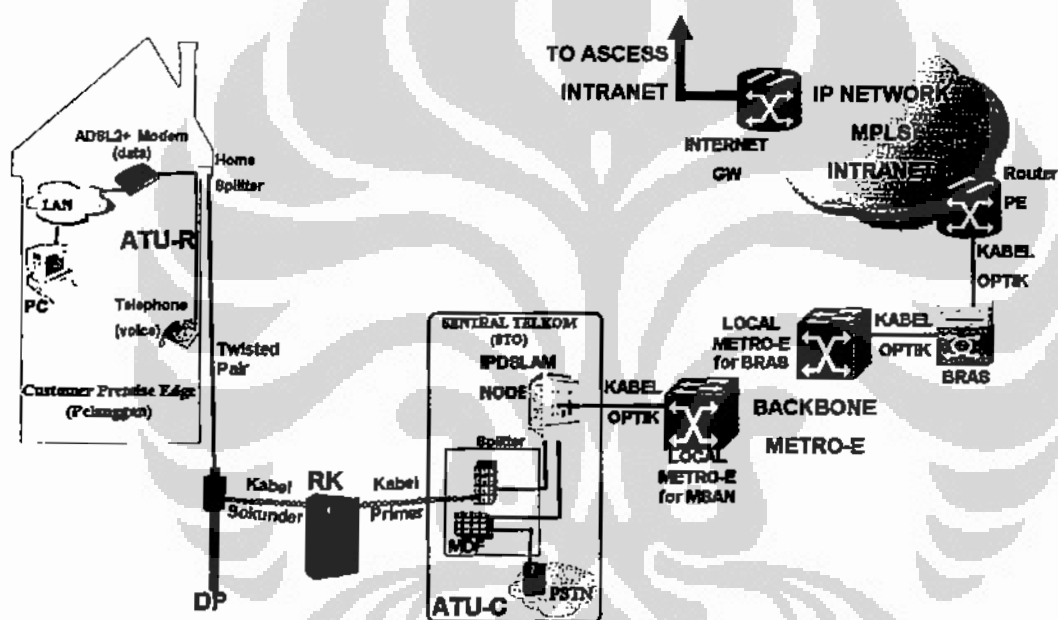 TO ASCESS
INTRANET
IP NETWORK
MPLS
INTRANET
INTERNET
GW
Router
PE
KABEL
OPTIK
ADSL2+ Modem
(data)
Home
Splitter
LAN
ATU-R
PC
Telephone
(voice)
Twisted
Pair
Customer Premise Edge
(Pelanggan)
SENTRAL TELKOM
(STO)
IPDSLAM
NODE
KABEL
OPTIK
LOCAL
METRO-E
for BRAS
KABEL
OPTIK
BRAS
BACKBONE
METRO-E
LOCAL
METRO-E
for MBAN
Splitter
MDF
PSTN
ATU-C
Kabel
Sekunder
RK
Kabel
Primer
DP